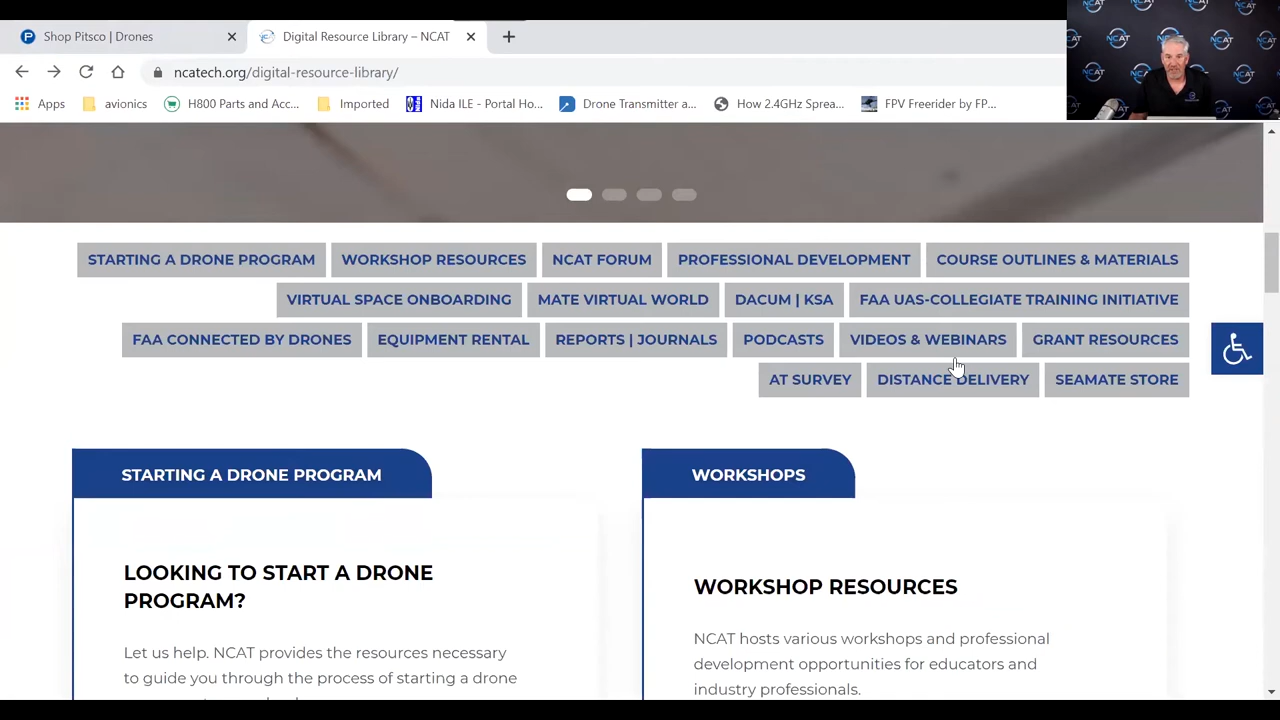 Shop Pitsco | Drones
Digital Resource Library – NCAT
ncatech.org/digital-resource-library/
Apps avionics H800 Parts and Acc... Imported Nida ILE - Portal Ho... Drone Transmitter a... How 2.4GHz Sprea... FPV Freerider by FP...
NCAT
STARTING A DRONE PROGRAM WORKSHOP RESOURCES NCAT FORUM PROFESSIONAL DEVELOPMENT COURSE OUTLINES & MATERIALS
VIRTUAL SPACE ONBOARDING MATE VIRTUAL WORLD DACUM | KSA FAA UAS-COLLEGIATE TRAINING INITIATIVE
FAA CONNECTED BY DRONES EQUIPMENT RENTAL REPORTS | JOURNALS PODCASTS VIDEOS & WEBINARS GRANT RESOURCES
AT SURVEY DISTANCE DELIVERY SEAMATE STORE
STARTING A DRONE PROGRAM
LOOKING TO START A DRONE
PROGRAM?
Let us help. NCAT provides the resources necessary
to guide you through the process of starting a drone
WORKSHOPS
WORKSHOP RESOURCES
NCAT hosts various workshops and professional
development opportunities for educators and
industry professionals.